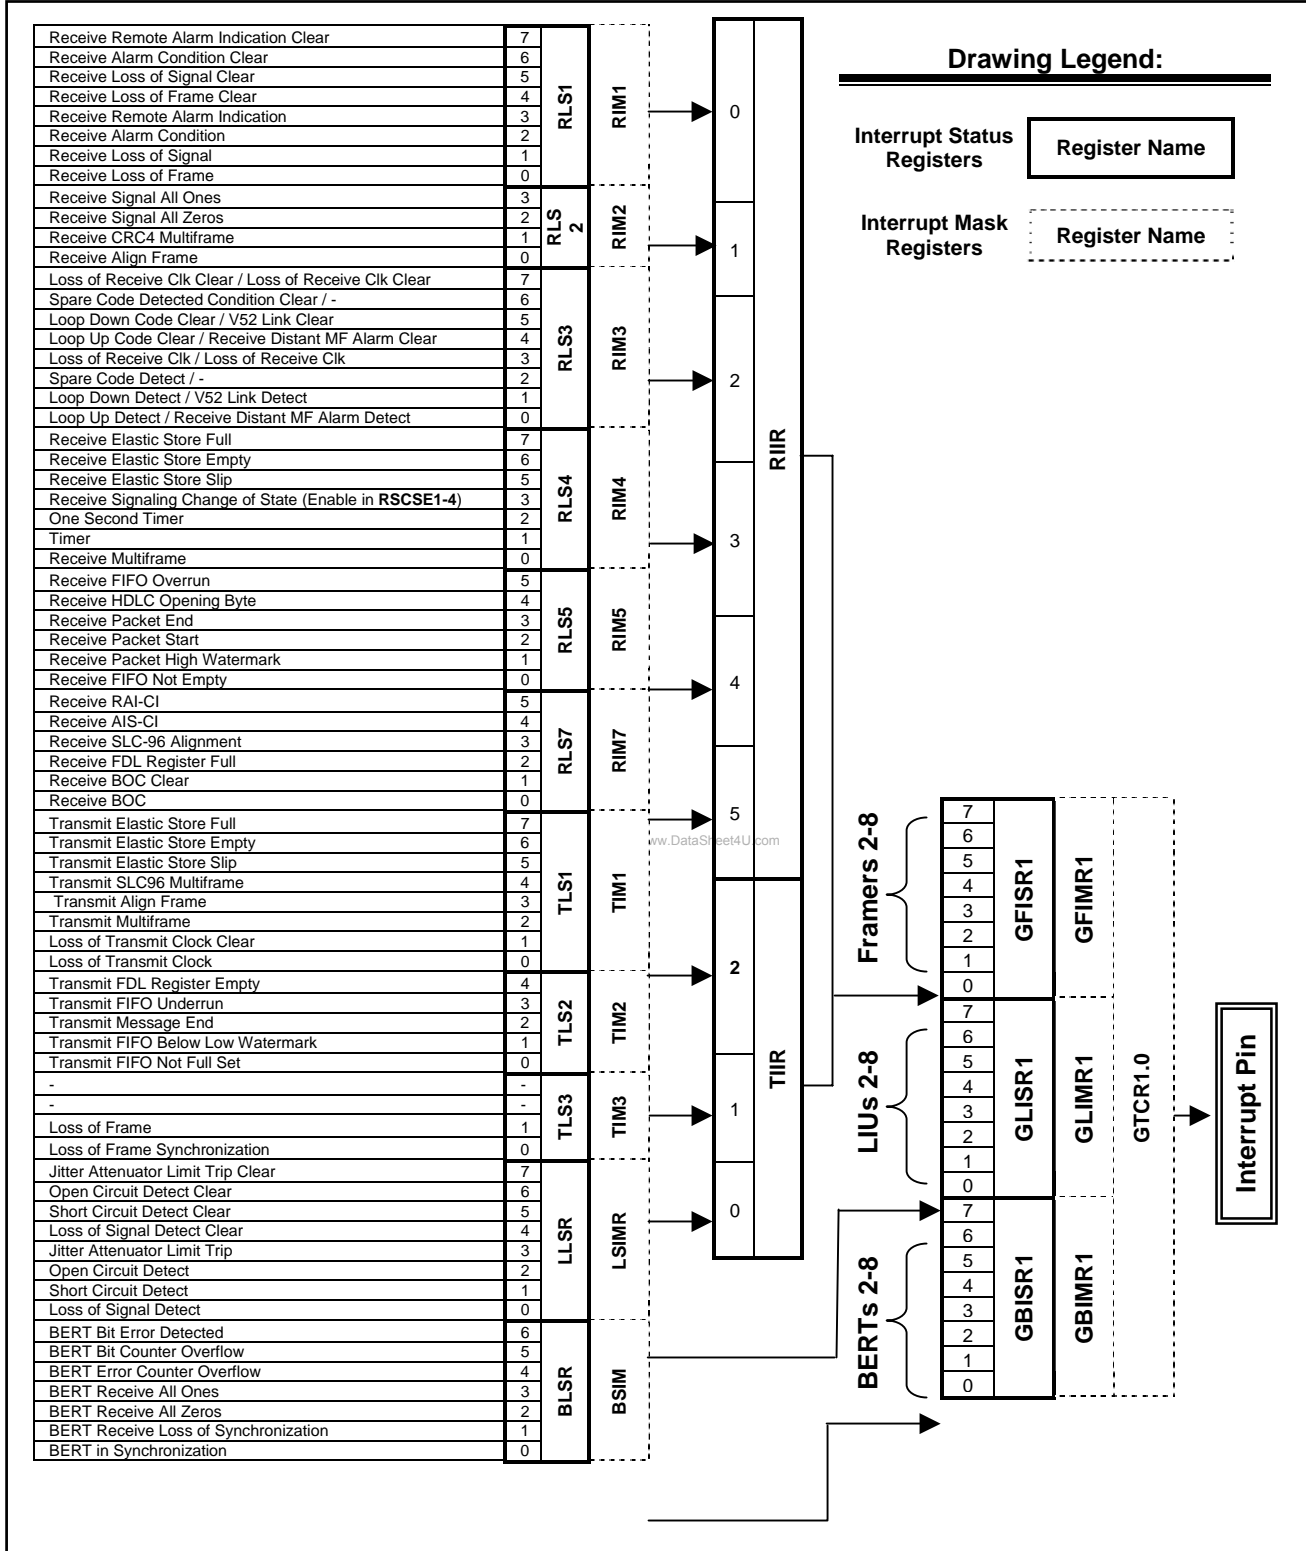 Receive Remote Alarm Indication Clear 7
Receive Alarm Condition Clear 6
Receive Loss of Signal Clear 5
Receive Loss of Frame Clear 4
Receive Remote Alarm Indication 3
Receive Alarm Condition 2
Receive Loss of Signal 1
Receive Loss of Frame 0
RLS1
RIM1
Receive Signal All Ones 3
Receive Signal All Zeros 2
Receive CRC4 Multiframe 1
Receive Align Frame 0
RLS
2
RIM2
Loss of Receive Clk Clear / Loss of Receive Clk Clear 7
Spare Code Detected Condition Clear / - 6
Loop Down Code Clear / V52 Link Clear 5
Loop Up Code Clear / Receive Distant MF Alarm Clear 4
Loss of Receive Clk / Loss of Receive Clk 3
Spare Code Detect / - 2
Loop Down Detect / V52 Link Detect 1
Loop Up Detect / Receive Distant MF Alarm Detect 0
RLS3
RIM3
Receive Elastic Store Full 7
Receive Elastic Store Empty 6
Receive Elastic Store Slip 5
Receive Signaling Change of State (Enable in RSCSE1-4) 3
One Second Timer 2
Timer 1
Receive Multiframe 0
RLS4
RIM4
Receive FIFO Overrun 5
Receive HDLC Opening Byte 4
Receive Packet End 3
Receive Packet Start 2
Receive Packet High Watermark 1
Receive FIFO Not Empty 0
RLS5
RIM5
Receive RAI-CI 5
Receive AIS-CI 4
Receive SLC-96 Alignment 3
Receive FDL Register Full 2
Receive BOC Clear 1
Receive BOC 0
RLS7
RIM7
Transmit Elastic Store Full 7
Transmit Elastic Store Empty 6
Transmit Elastic Store Slip 5
Transmit SLC96 Multiframe 4
Transmit Align Frame 3
Transmit Multiframe 2
Loss of Transmit Clock Clear 1
Loss of Transmit Clock 0
TLS1
TIM1
Transmit FDL Register Empty 4
Transmit FIFO Underrun 3
Transmit Message End 2
Transmit FIFO Below Low Watermark 1
Transmit FIFO Not Full Set 0
TLS2
TIM2
- -
- -
Loss of Frame 1
Loss of Frame Synchronization 0
TLS3
TIM3
Jitter Attenuator Limit Trip Clear 7
Open Circuit Detect Clear 6
Short Circuit Detect Clear 5
Loss of Signal Detect Clear 4
Jitter Attenuator Limit Trip 3
Open Circuit Detect 2
Short Circuit Detect 1
Loss of Signal Detect 0
LLSR
LSIMR
BERT Bit Error Detected 6
BERT Bit Counter Overflow 5
BERT Error Counter Overflow 4
BERT Receive All Ones 3
BERT Receive All Zeros 2
BERT Receive Loss of Synchronization 1
BERT in Synchronization 0
BLSR
BSIM
0
1
2
3
4
5
RIIR
2
1
0
TIIR
ww.DataSheet4U.com
Drawing Legend:
Interrupt Status
Registers
Register Name
Interrupt Mask
Registers
Register Name
Framers 2-8
7
6
5
4
3
2
1
0
GFISR1
GFIMR1
LIUs 2-8
7
6
5
4
3
2
1
0
GLISR1
GLIMR1
BERTs 2-8
7
6
5
4
3
2
1
0
GBISR1
GBIMR1
GTCR1.0
Interrupt Pin